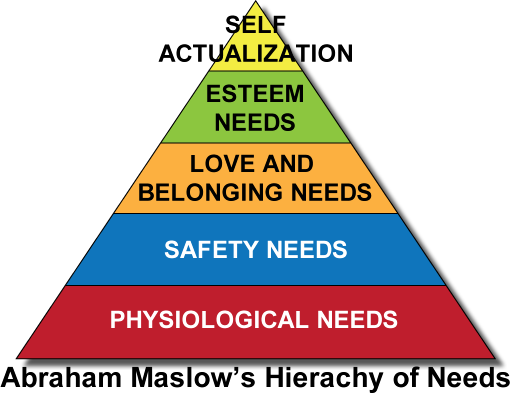 SELF
ACTUALIZATION
ESTEEM
NEEDS
LOVE AND
BELONGING NEEDS
SAFETY NEEDS
PHYSIOLOGICAL NEEDS
Abraham Maslow’s Hierachy of Needs